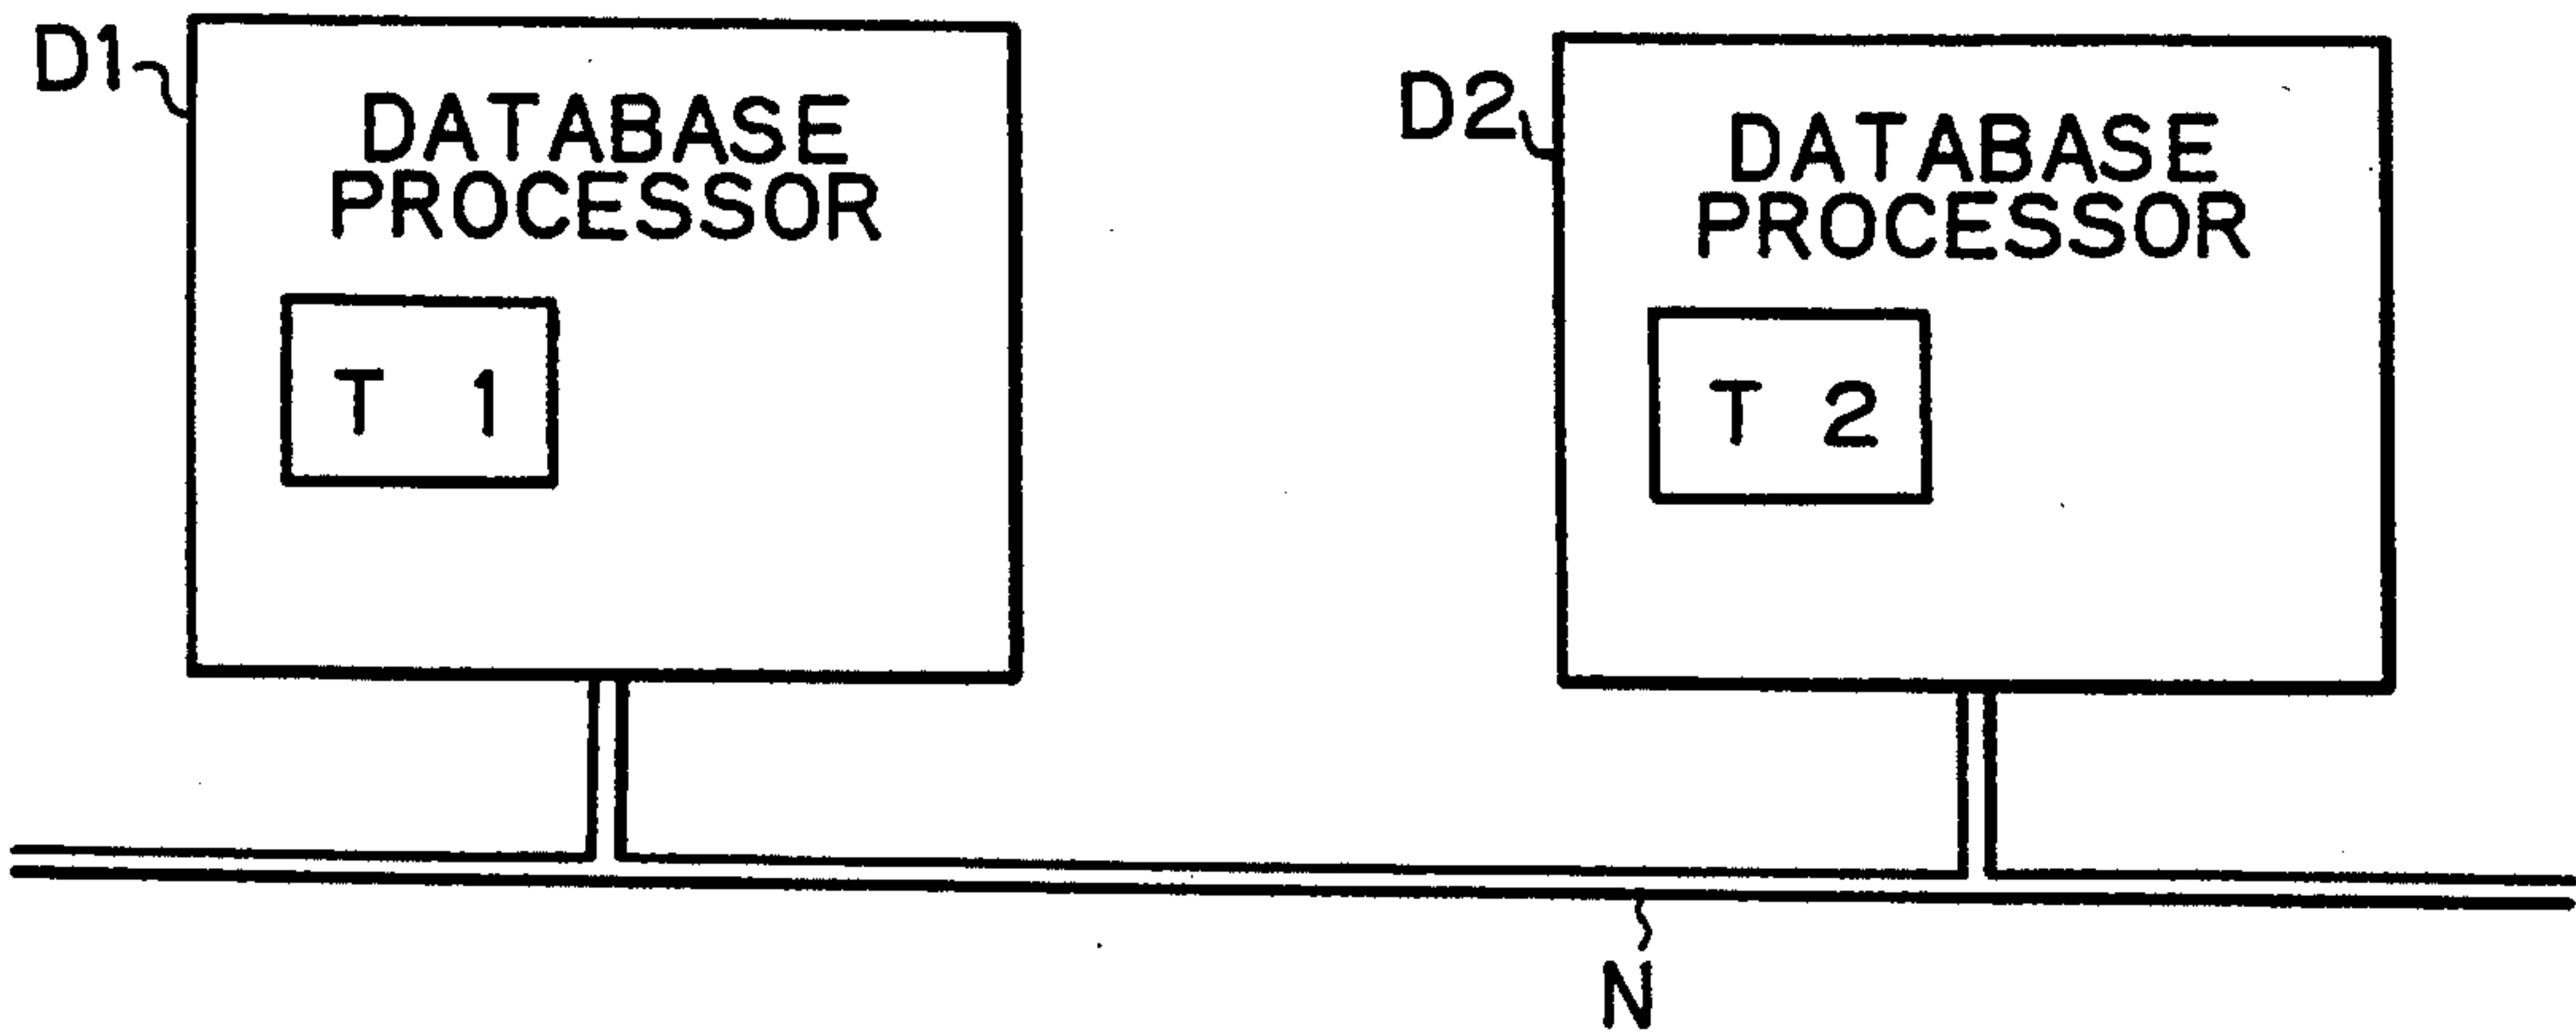 D1
DATABASE
PROCESSOR
T 1
D2
DATABASE
PROCESSOR
T 2
N